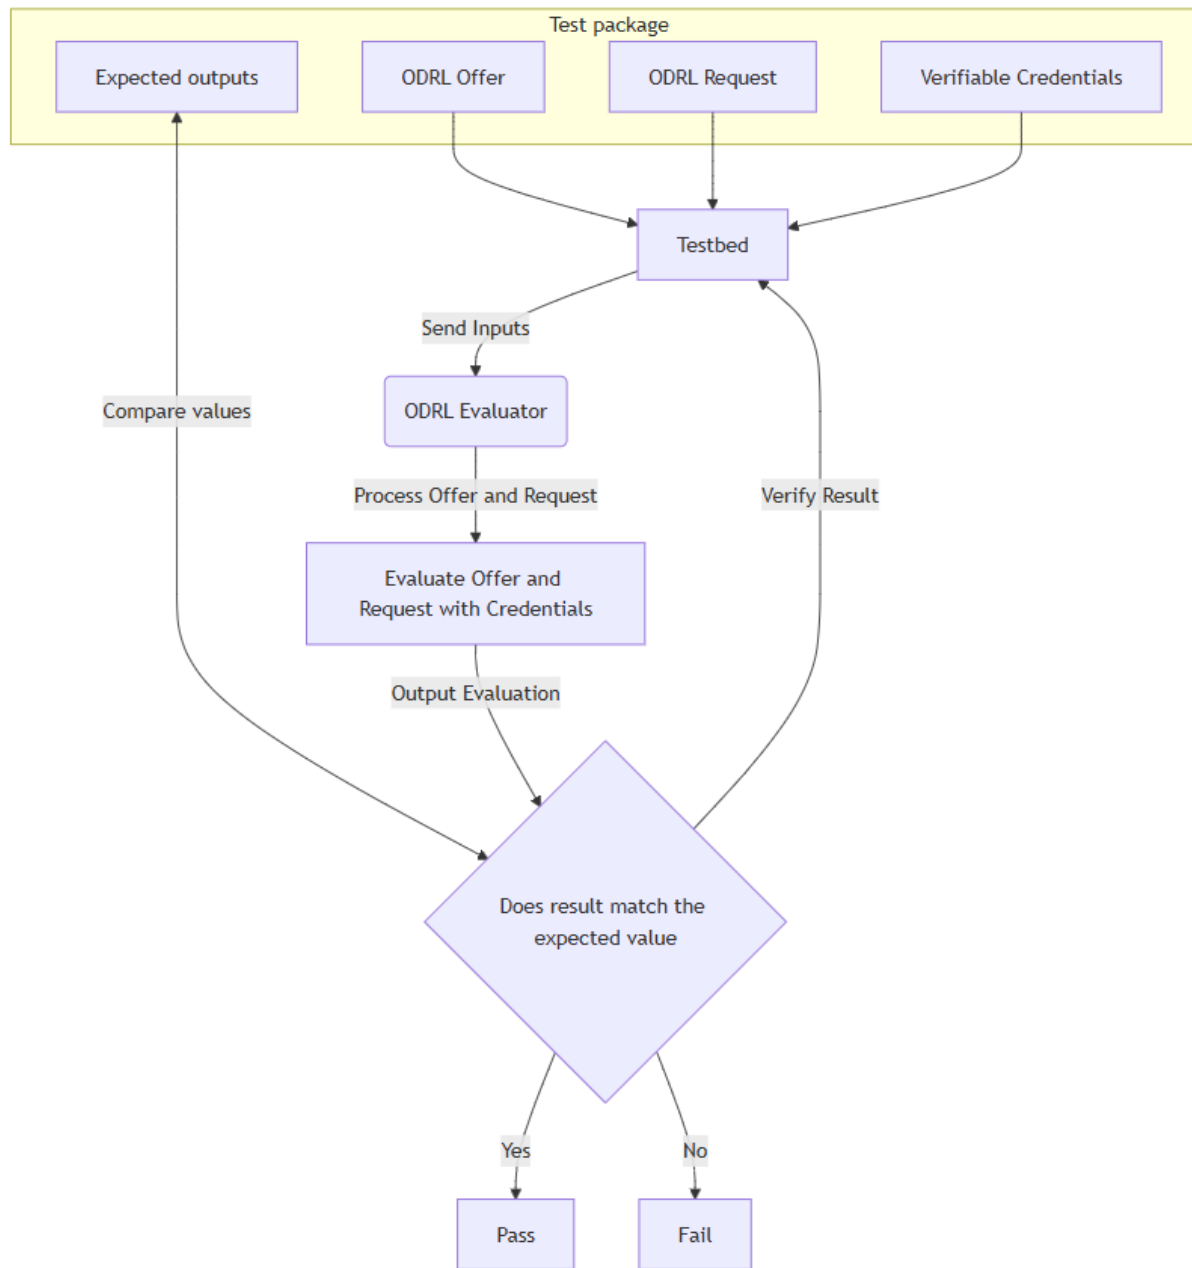 Test package
Expected outputs
ODRL Offer
ODRL Request
Verifiable Credentials
Testbed
Send Inputs
Compare values
ODRL Evaluator
Process Offer and Request
Verify Result
Evaluate Offer and
Request with Credentials
Output Evaluation
Does result match the
expected value
Yes
No
Pass
Fail